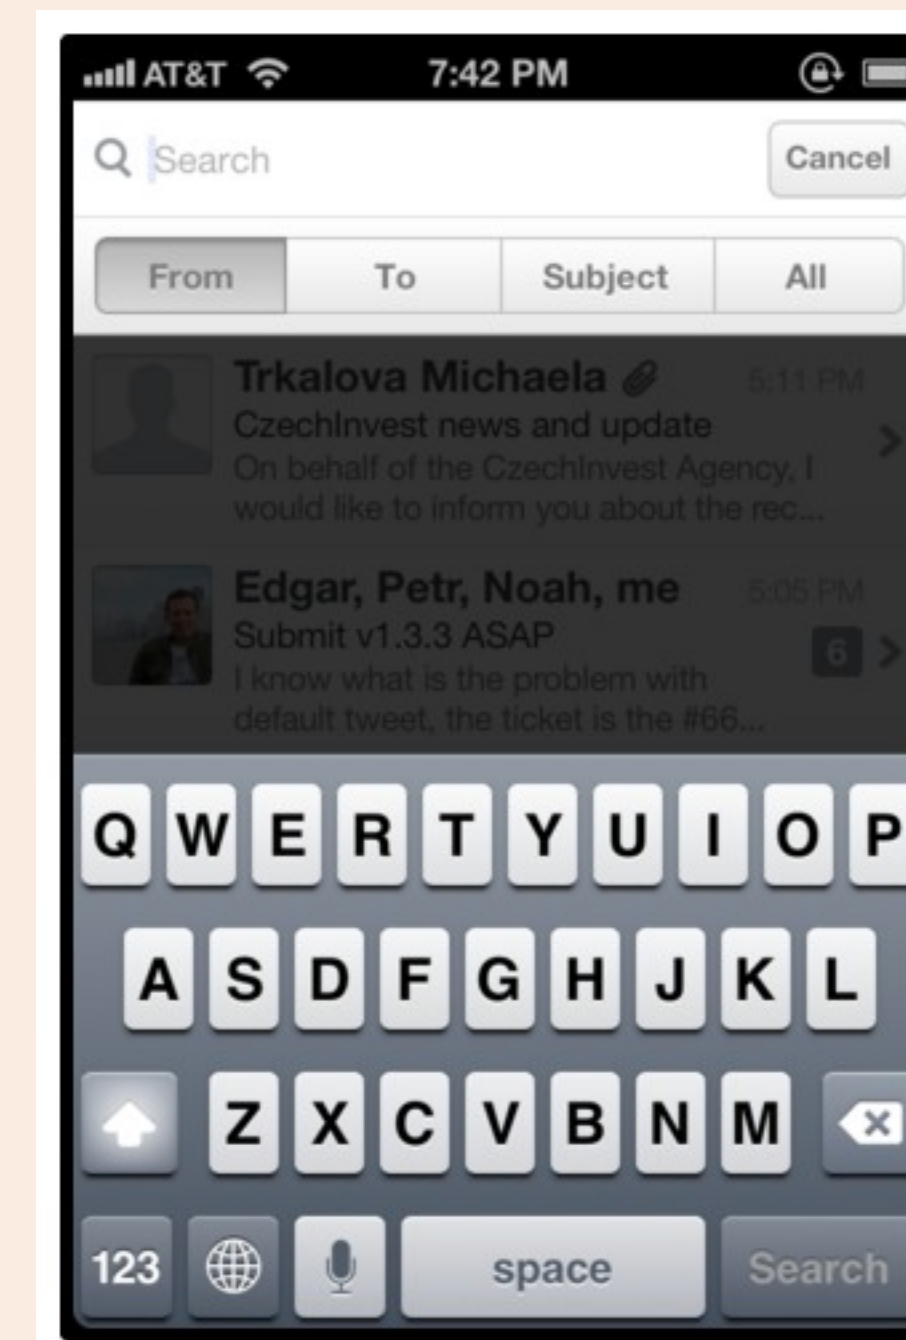 AT&T 7:42 PM
Search Cancel
From To Subject All
Trkalova Michaela 5:11 PM
CzechInvest news and update
On behalf of the CzechInvest Agency, I
would like to inform you about the rec...
Edgar, Petr, Noah, me 5:05 PM
Submit v1.3.3 ASAP
6
I know what is the problem with
default tweet, the ticket is the #66...
Q W E R T Y U I O P
A S D F G H J K L
Z X C V B N M
123 space Search